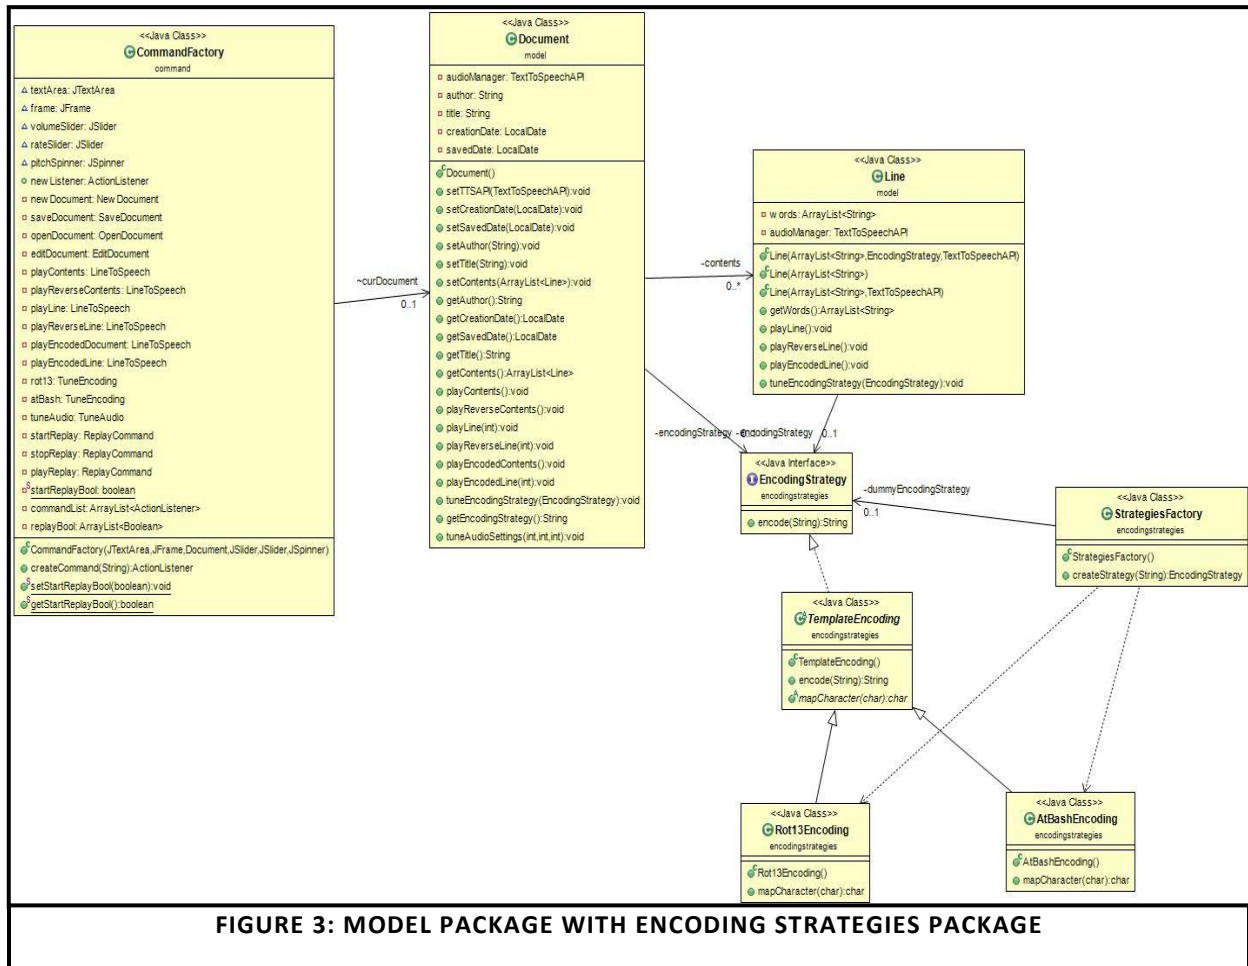 <<Java Class>>
CommandFactory
command
textArea: JTextArea
frame: JFrame
volumeSlider: JSlider
rateSlider: JSlider
pitchSpinner: JSpinner
newListener: ActionListener
newDocument: NewDocument
saveDocument: SaveDocument
openDocument: OpenDocument
editDocument: EditDocument
playContents: LineToSpeech
playReverseContents: LineToSpeech
playLine: LineToSpeech
playReverseLine: LineToSpeech
playEncodedDocument: LineToSpeech
playEncodedLine: LineToSpeech
rot13: TuneEncoding
atBash: TuneEncoding
tuneAudio: TuneAudio
startReplay: ReplayCommand
stopReplay: ReplayCommand
playReplay: ReplayCommand
startReplayBool: boolean
commandList: ArrayList<ActionListener>
replayBool: ArrayList<Boolean>
CommandFactory(JTextArea,JFrame,Document,JSlider,JSlider,JSpinner)
createCommand(String):ActionListener
setStartReplayBool(boolean):void
getStartReplayBool():boolean
~curDocument
0..1
<<Java Class>>
Document
model
audioManager: TextToSpeechAPI
author: String
title: String
creationDate: LocalDate
savedDate: LocalDate
Document()
setTTSAPI(TextToSpeechAPI):void
setCreationDate(LocalDate):void
setSavedDate(LocalDate):void
setAuthor(String):void
setTitle(String):void
setContents(ArrayList<Line>):void
getAuthor():String
getCreationDate():LocalDate
getSavedDate():LocalDate
getTitle():String
getContents():ArrayList<Line>
playContents():void
playReverseContents():void
playLine(int):void
playReverseLine(int):void
playEncodedContents():void
playEncodedLine(int):void
tuneEncodingStrategy(EncodingStrategy):void
getEncodingStrategy():String
tuneAudioSettings(int,int,int):void
-contents
0..*
<<Java Class>>
Line
model
words: ArrayList<String>
audioManager: TextToSpeechAPI
Line(ArrayList<String>,EncodingStrategy,TextToSpeechAPI)
Line(ArrayList<String>)
Line(ArrayList<String>,TextToSpeechAPI)
getWords():ArrayList<String>
playLine():void
playReverseLine():void
playEncodedLine():void
tuneEncodingStrategy(EncodingStrategy):void
-encodingStrategy
-encodingStrategy 0..1
<<Java Interface>>
EncodingStrategy
encodingstrategies
encode(String):String
-dummyEncodingStrategy
0..1
<<Java Class>>
StrategiesFactory
encodingstrategies
StrategiesFactory()
createStrategy(String):EncodingStrategy
<<Java Class>>
TemplateEncoding
encodingstrategies
TemplateEncoding()
encode(String):String
mapCharacter(char):char
<<Java Class>>
Rot13Encoding
encodingstrategies
Rot13Encoding()
mapCharacter(char):char
<<Java Class>>
AtBashEncoding
encodingstrategies
AtBashEncoding()
mapCharacter(char):char
FIGURE 3: MODEL PACKAGE WITH ENCODING STRATEGIES PACKAGE